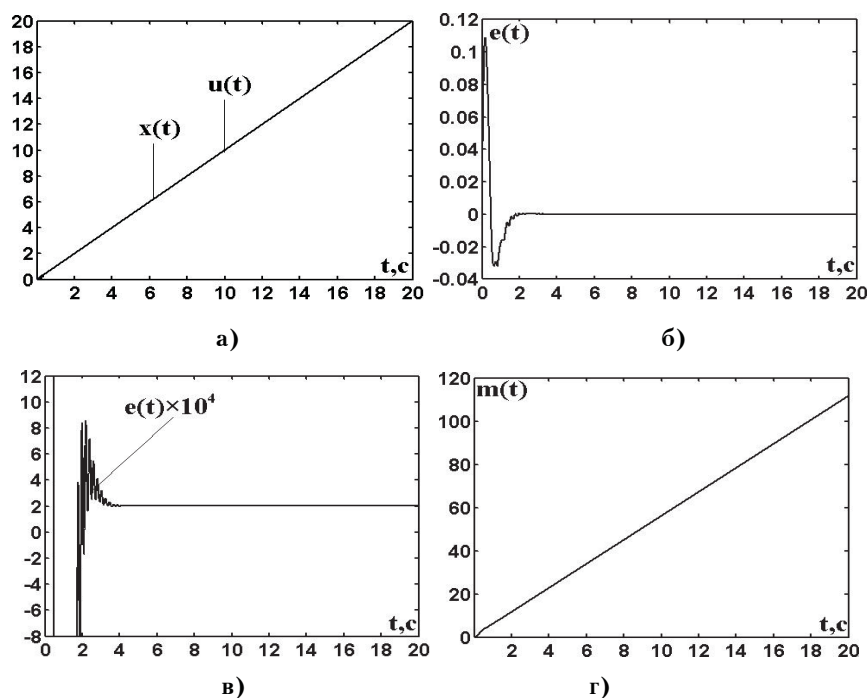 20
18
16
14
12
10
8
6
4
2
0
u(t)
x(t)
t,c
2 4 6 8 10 12 14 16 18 20
а)
0.12
0.1
0.08
0.06
0.04
0.02
0
-0.02
-0.04
e(t)
t,c
0 2 4 6 8 10 12 14 16 18 20
б)
12
10
8
6
4
2
0
-2
-4
-6
-8
e(t)×10⁴
t,c
0 2 4 6 8 10 12 14 16 18 20
в)
120
100
80
60
40
20
0
m(t)
t,c
2 4 6 8 10 12 14 16 18 20
г)